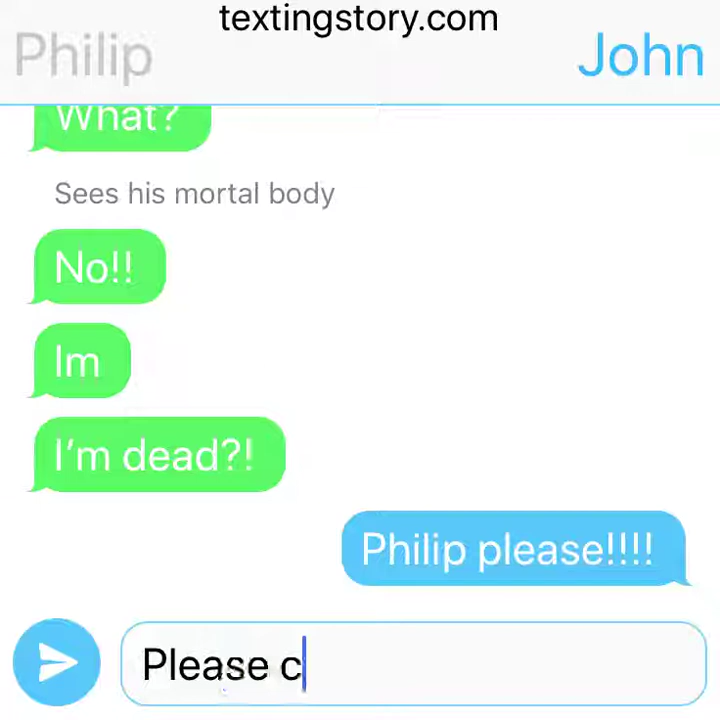 textingstory.com
Philip
John
What?
Sees his mortal body
No!!
Im
I’m dead?!
Philip please!!!!
Please c